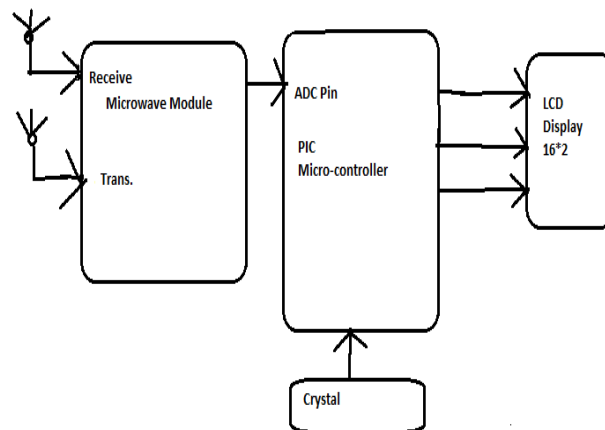 Receive
Microwave Module
Trans.
ADC Pin
PIC
Micro-controller
LCD
Display
16*2
Crystal